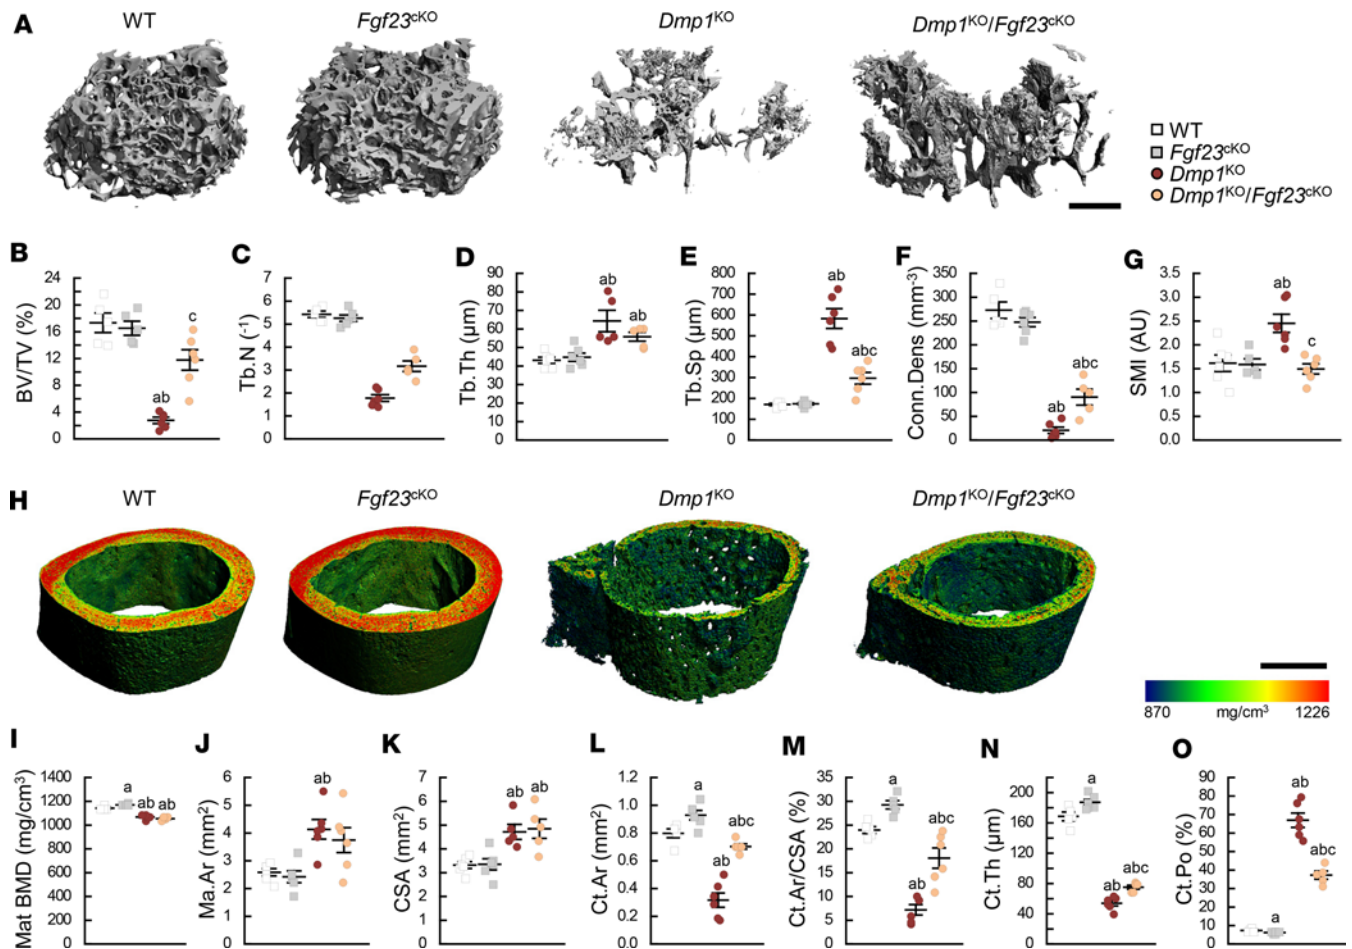 A
WT
Fgf23cKO
Dmp1KO
Dmp1KO/Fgf23cKO
WT
Fgf23cKO
Dmp1KO
Dmp1KO/Fgf23cKO
B
BV/TV (%)
24
20
16
12
8
4
0
ab
c
C
Tb.N (-1)
7
6
5
4
3
2
1
0
D
Tb.Th (µm)
90
80
70
60
50
40
30
20
10
0
ab
ab
E
Tb.Sp (µm)
900
800
700
600
500
400
300
200
100
0
ab
abc
F
Conn.Dens (mm-3)
350
300
250
200
150
100
50
0
ab
abc
G
SMI (AU)
3.5
3.0
2.5
2.0
1.5
1.0
0.5
0.0
ab
c
H
WT
Fgf23cKO
Dmp1KO
Dmp1KO/Fgf23cKO
870 mg/cm3 1226
I
Mat BMD (mg/cm3)
1400
1200
1000
800
600
400
200
0
a
ab ab
J
Ma.Ar (mm2)
6
5
4
3
2
1
0
ab
K
CSA (mm2)
7
6
5
4
3
2
1
0
ab ab
L
Ct.Ar (mm2)
1.2
1.0
0.8
0.6
0.4
0.2
0.0
a
ab
abc
M
Ct.Ar/CSA (%)
35
30
25
20
15
10
5
0
a
ab
abc
N
Ct.Th (µm)
200
160
120
80
40
0
a
ab abc
O
Ct.Po (%)
90
80
70
60
50
40
30
20
10
0
a
ab
abc